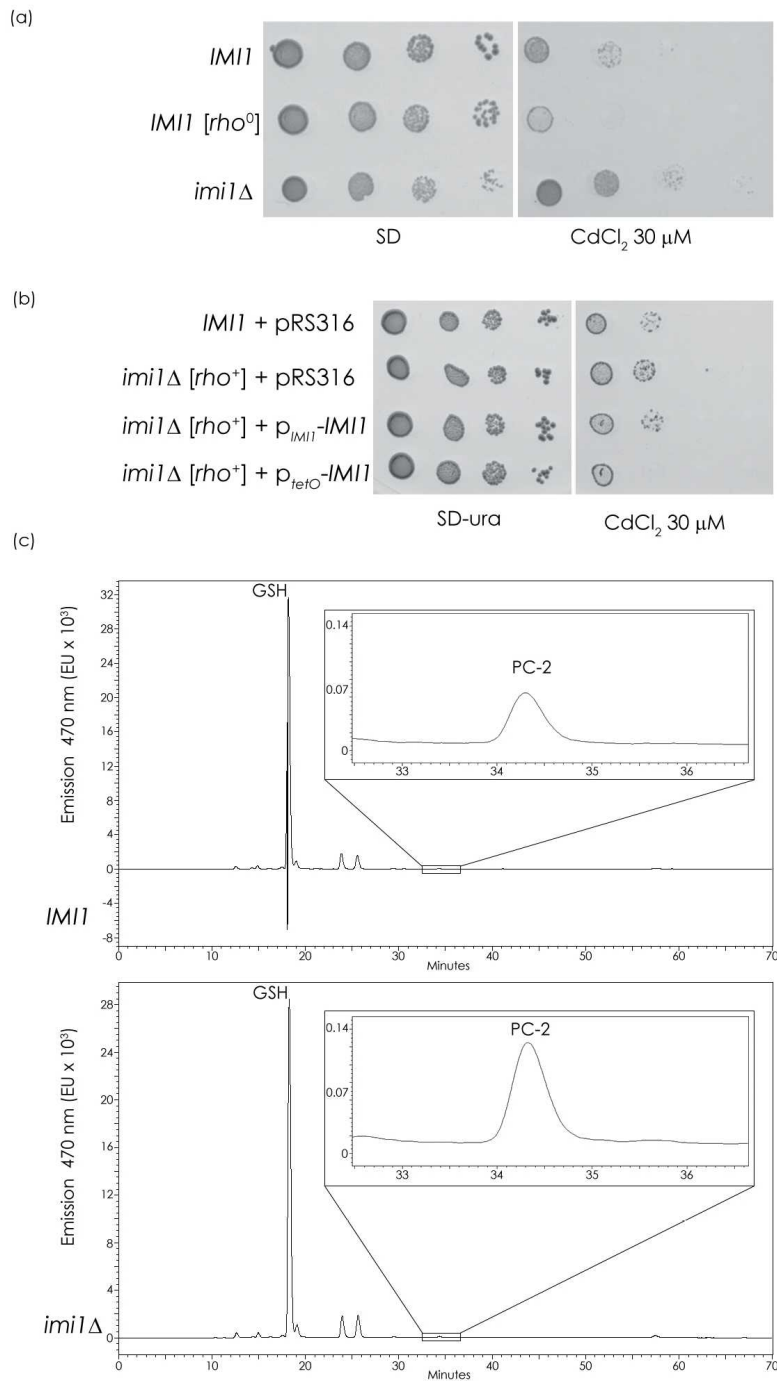 (a)
IMI1
IMI1 [rho⁰]
imi1Δ
SD
CdCl₂ 30 μM
(b)
IMI1 + pRS316
imi1Δ [rho⁺] + pRS316
imi1Δ [rho⁺] + p_IMI1-IMI1
imi1Δ [rho⁺] + p_tetO-IMI1
SD-ura
CdCl₂ 30 μM
(c)
Emission 470 nm (EU x 10³)
32
28
24
20
16
12
8
4
0
-4
-8
GSH
0.14
0.07
0
PC-2
33 34 35 36
IMI1
0 10 20 30 40 50 60 70
Minutes
Emission 470 nm (EU x 10³)
28
24
20
16
12
8
4
0
GSH
0.14
0.07
0
PC-2
33 34 35 36
imi1Δ
0 10 20 30 40 50 60 70
Minutes